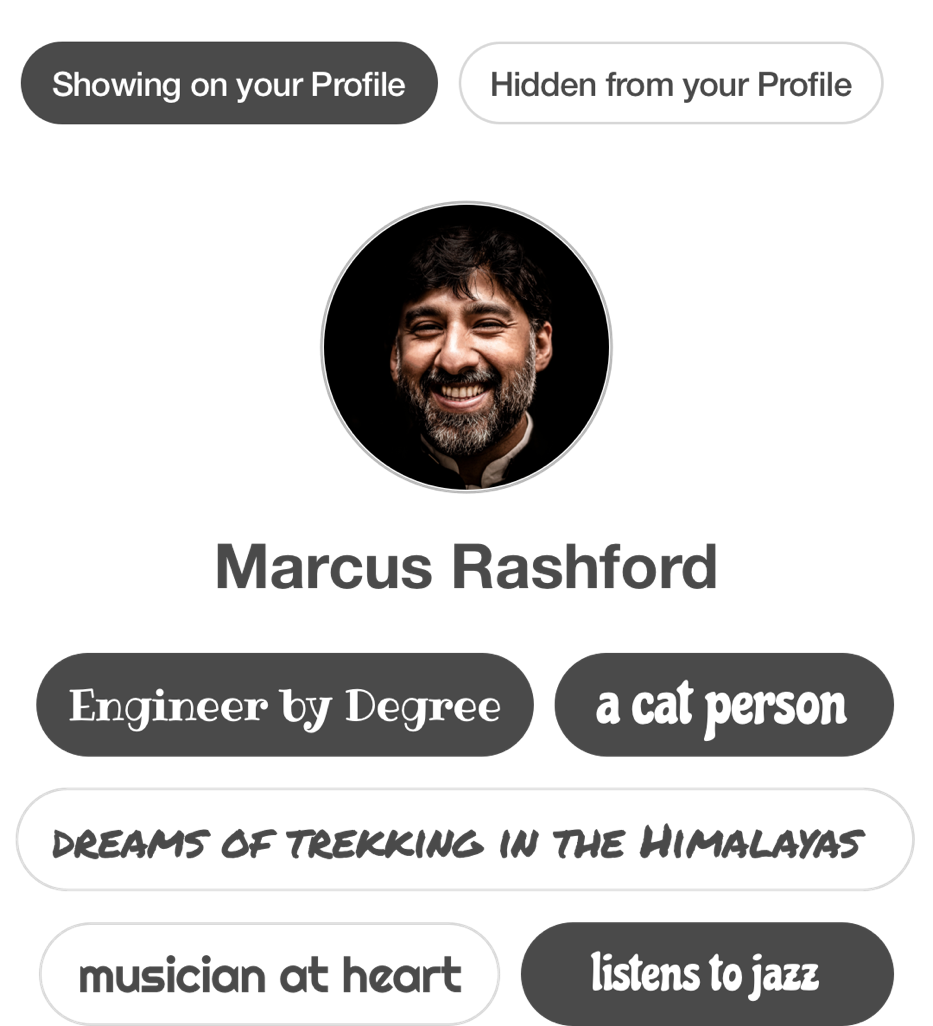 Showing on your Profile Hidden from your Profile
Marcus Rashford
Engineer by Degree a cat person
DREAMS OF TREKKING IN THE HIMALAYAS
musician at heart listens to jazz